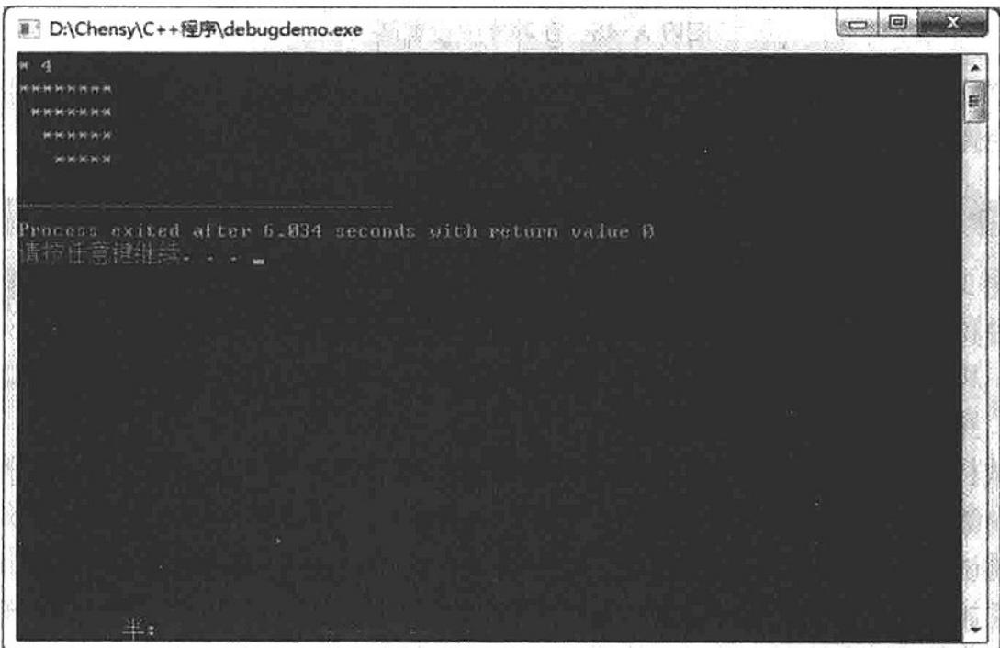 D:\Chensy\C++程序\debugdemo.exe
* 4
********
 *******
  ******
   *****
--------------------------------
Process exited after 6.034 seconds with return value 0
请按任意键继续. . .
半: